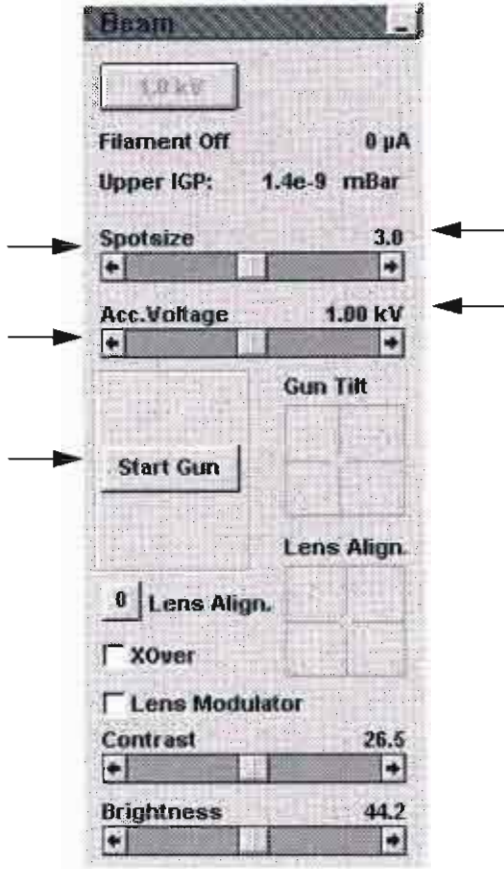 Beam
1.0 kV
Filament Off 0 µA
Upper IGP: 1.4e-9 mBar
Spotsize 3.0
Acc.Voltage 1.00 kV
Gun Tilt
Start Gun
Lens Align.
0 Lens Align.
XOver
Lens Modulator
Contrast 26.5
Brightness 44.2